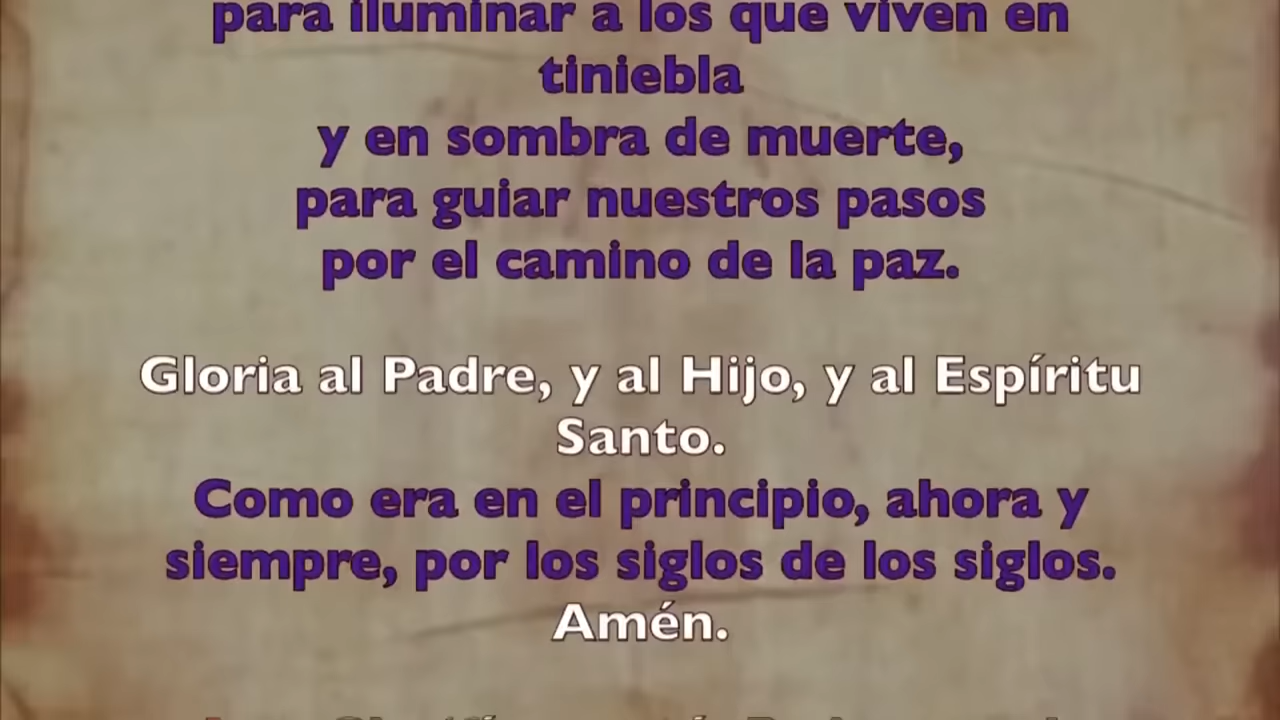 para iluminar a los que viven en
tiniebla
y en sombra de muerte,
para guiar nuestros pasos
por el camino de la paz.
Gloria al Padre, y al Hijo, y al Espíritu
Santo.
Como era en el principio, ahora y
siempre, por los siglos de los siglos.
Amén.